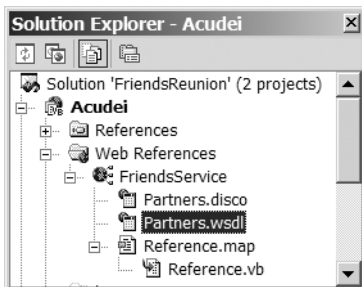 Solution Explorer - Acudei
Solution 'FriendsReunion' (2 projects)
Acudei
References
Web References
FriendsService
Partners.disco
Partners.wsdl
Reference.map
Reference.vb